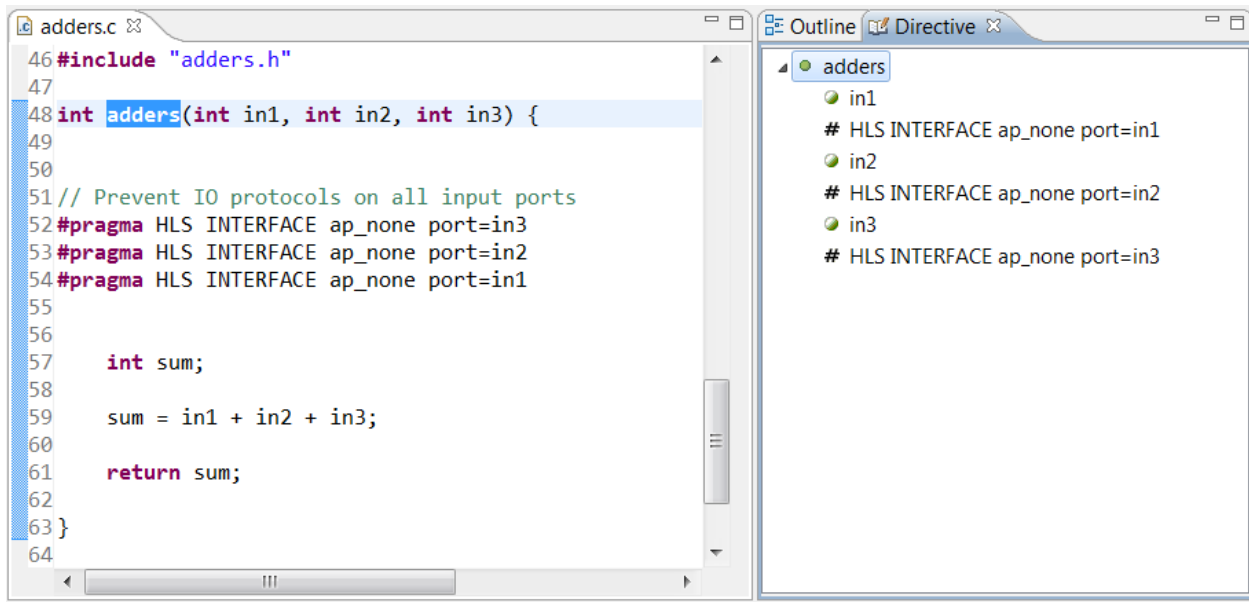 adders.c
46 #include "adders.h"
47
48 int adders(int in1, int in2, int in3) {
49
50
51 // Prevent IO protocols on all input ports
52 #pragma HLS INTERFACE ap_none port=in3
53 #pragma HLS INTERFACE ap_none port=in2
54 #pragma HLS INTERFACE ap_none port=in1
55
56
57     int sum;
58
59     sum = in1 + in2 + in3;
60
61     return sum;
62
63 }
64
Outline Directive
adders
in1
# HLS INTERFACE ap_none port=in1
in2
# HLS INTERFACE ap_none port=in2
in3
# HLS INTERFACE ap_none port=in3